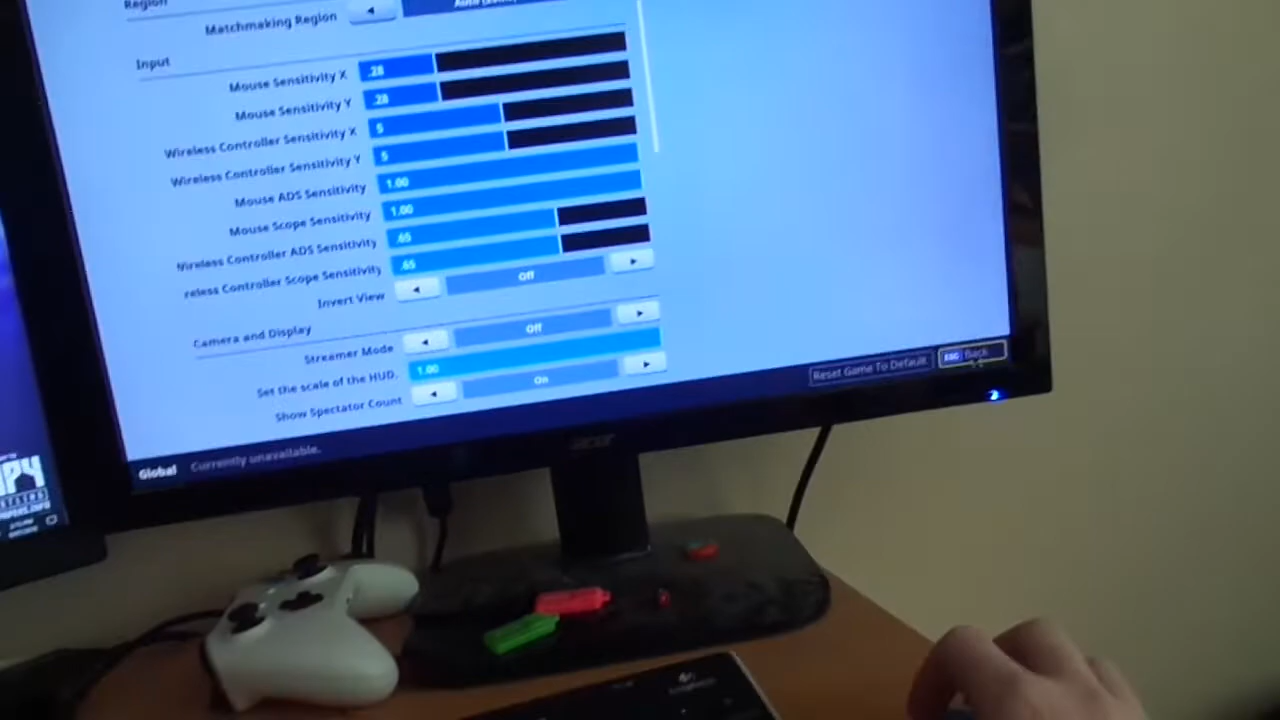 Region
Matchmaking Region
Input
Mouse Sensitivity X .28
Mouse Sensitivity Y .28
Wireless Controller Sensitivity X 5
Wireless Controller Sensitivity Y 5
Mouse ADS Sensitivity 1.00
Mouse Scope Sensitivity 1.00
Wireless Controller ADS Sensitivity .65
reless Controller Scope Sensitivity .65
Invert View Off
Camera and Display
Streamer Mode Off
Set the scale of the HUD. 1.00
Show Spectator Count On
Reset Game To Default
ESC Back
Global Currently unavailable.
acer
Logitech